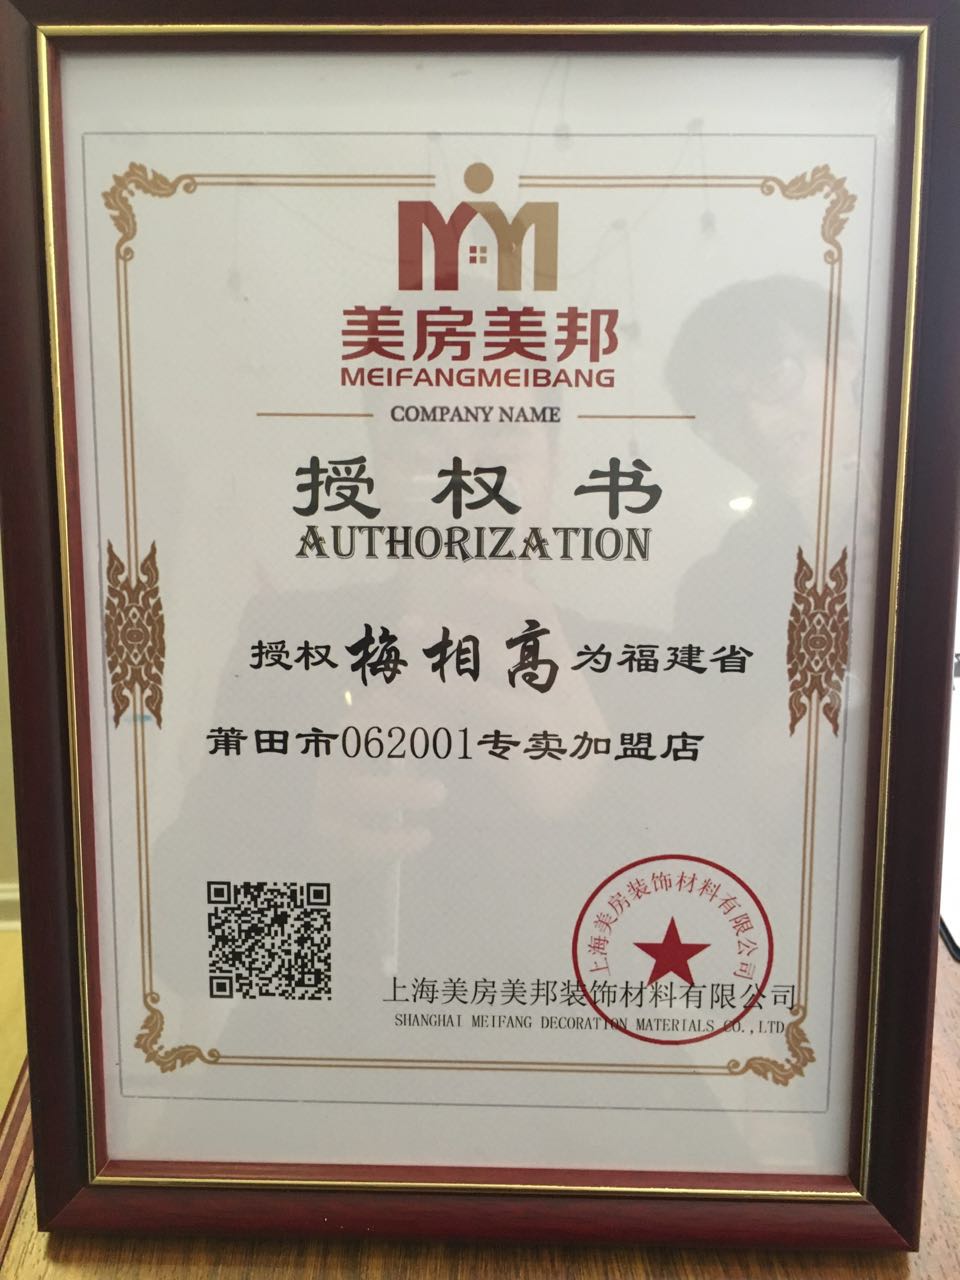 美房美邦
MEIFANGMEIBANG
COMPANY NAME
授权书
AUTHORIZATION
授权梅相高为福建省
莆田市062001专卖加盟店
上海美房装饰材料有限公司
上海美房美邦装饰材料有限公司
SHANGHAI MEIFANG DECORATION MATERIALS CO.,LTD